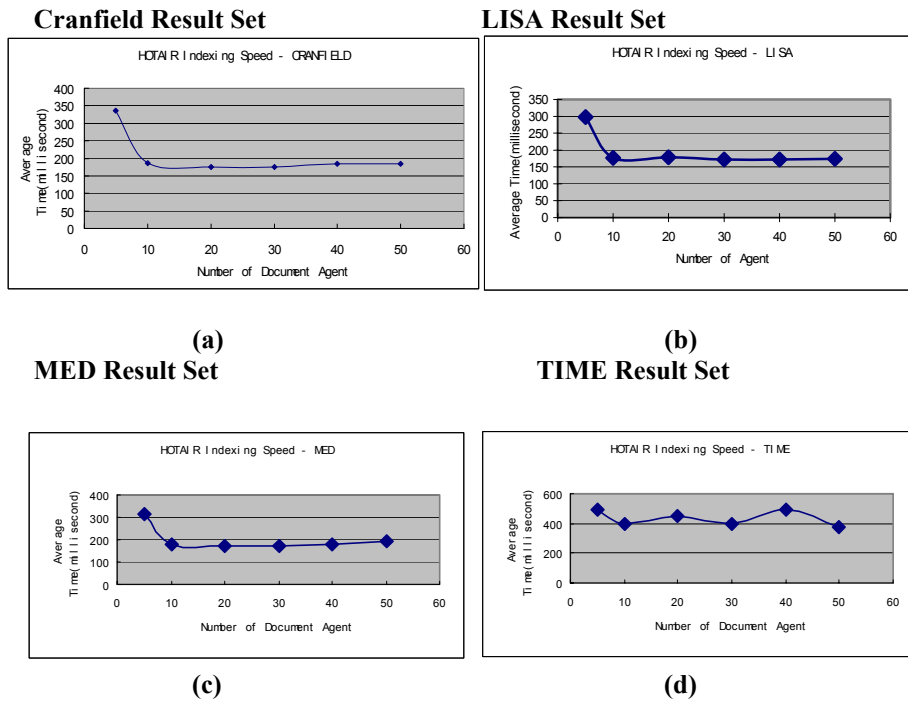 Cranfield Result Set
HOTAIR Indexing Speed - CRANFIELD
Average
Time(millisecond)
400
350
300
250
200
150
100
50
0
0 10 20 30 40 50 60
Number of Document Agent
(a)
LISA Result Set
HOTAIR Indexing Speed - LISA
Average Time(millisecond)
350
300
250
200
150
100
50
0
0 10 20 30 40 50 60
Number of Agent
(b)
MED Result Set
HOTAIR Indexing Speed - MED
Average
Time(millisecond)
400
300
200
100
0
0 10 20 30 40 50 60
Number of Document Agent
(c)
TIME Result Set
HOTAIR Indexing Speed - TIME
Average
Time(millisecond)
600
400
200
0
0 10 20 30 40 50 60
Number of Document Agent
(d)